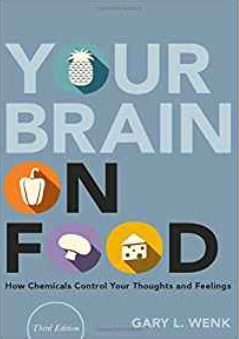 YOUR
BRAIN
ON
FOOD
How Chemicals Control Your Thoughts and Feelings
Third Edition
GARY L. WENK